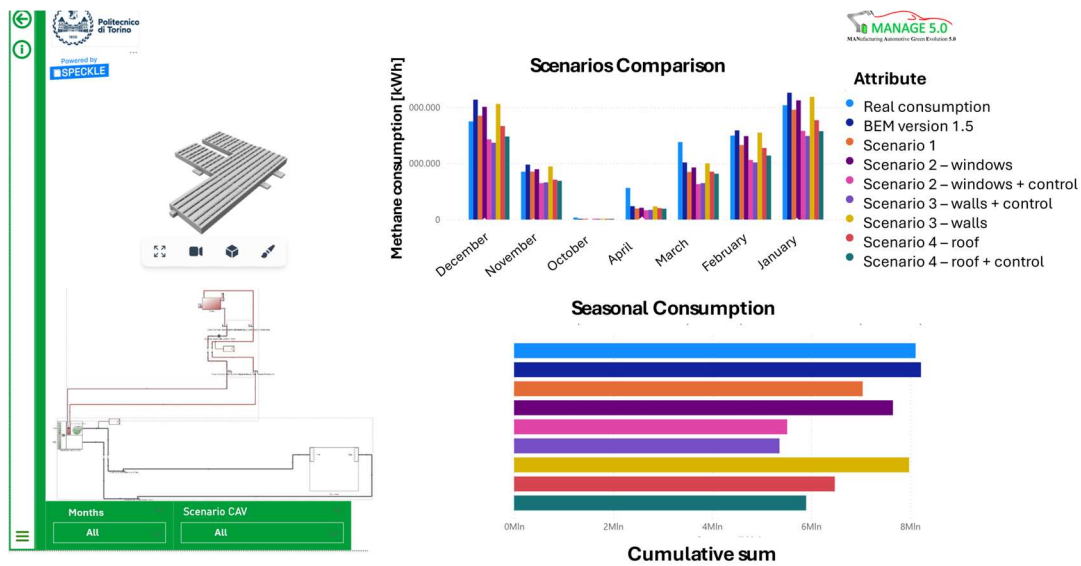 Politecnico
di Torino
Powered by
SPECKLE
MANAGE 5.0
MANufacturing Automotive Green Evolution 5.0
Scenarios Comparison
Methane consumption [kWh]
000.000
000.000
0
December
November
October
April
March
February
January
Attribute
Real consumption
BEM version 1.5
Scenario 1
Scenario 2 – windows
Scenario 2 – windows + control
Scenario 3 – walls + control
Scenario 3 – walls
Scenario 4 – roof
Scenario 4 – roof + control
Seasonal Consumption
0Mln
2Mln
4Mln
6Mln
8Mln
Cumulative sum
Months
All
Scenario CAV
All